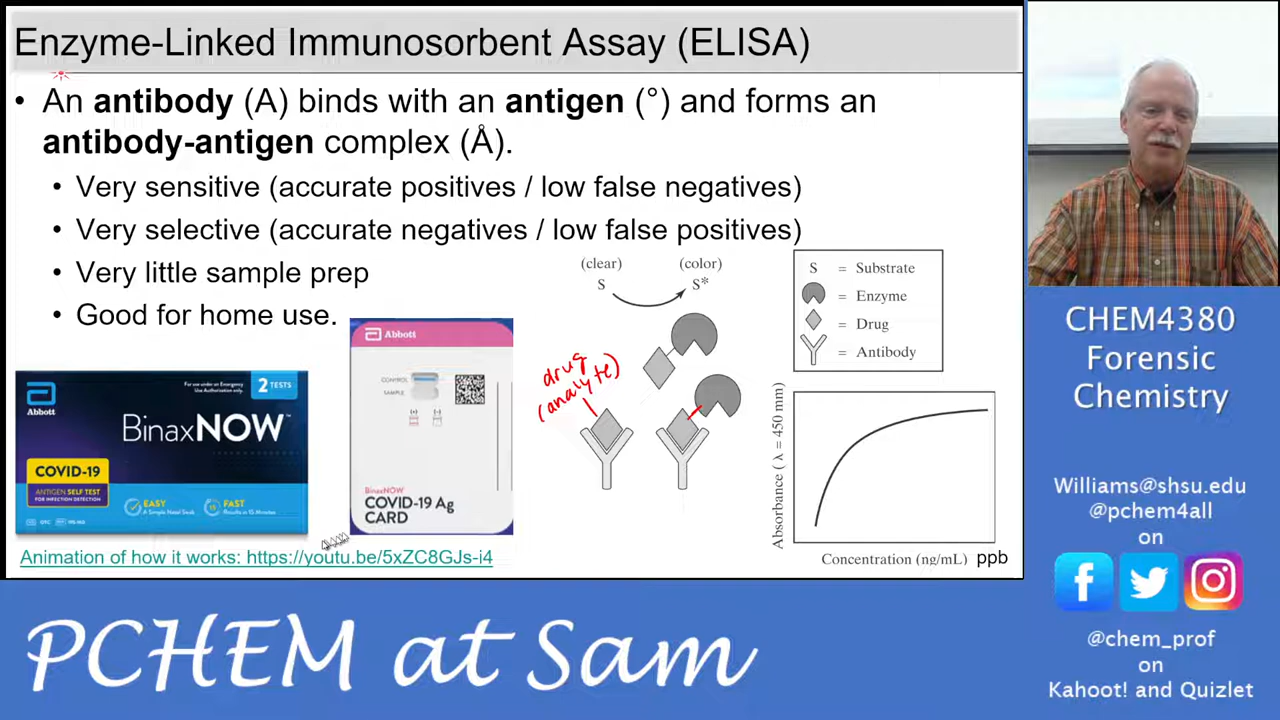 Enzyme-Linked Immunosorbent Assay (ELISA)
• An antibody (A) binds with an antigen (°) and forms an
antibody-antigen complex (Å).
• Very sensitive (accurate positives / low false negatives)
• Very selective (accurate negatives / low false positives)
• Very little sample prep
• Good for home use.
(clear)
S
(color)
S*
S = Substrate
= Enzyme
= Drug
= Antibody
drug
(analyte)
Absorbance ( λ = 450 mm)
Concentration (ng/mL) ppb
Abbott
2 TESTS
BinaxNOW™
COVID-19
ANTIGEN SELF TEST
EASY
FAST
Abbott
CONTROL
SAMPLE
BinaxNOW
COVID-19 Ag
CARD
Animation of how it works: https://youtu.be/5xZC8GJs-i4
CHEM4380
Forensic
Chemistry
Williams@shsu.edu
@pchem4all
on
@chem_prof
on
Kahoot! and Quizlet
PCHEM at Sam